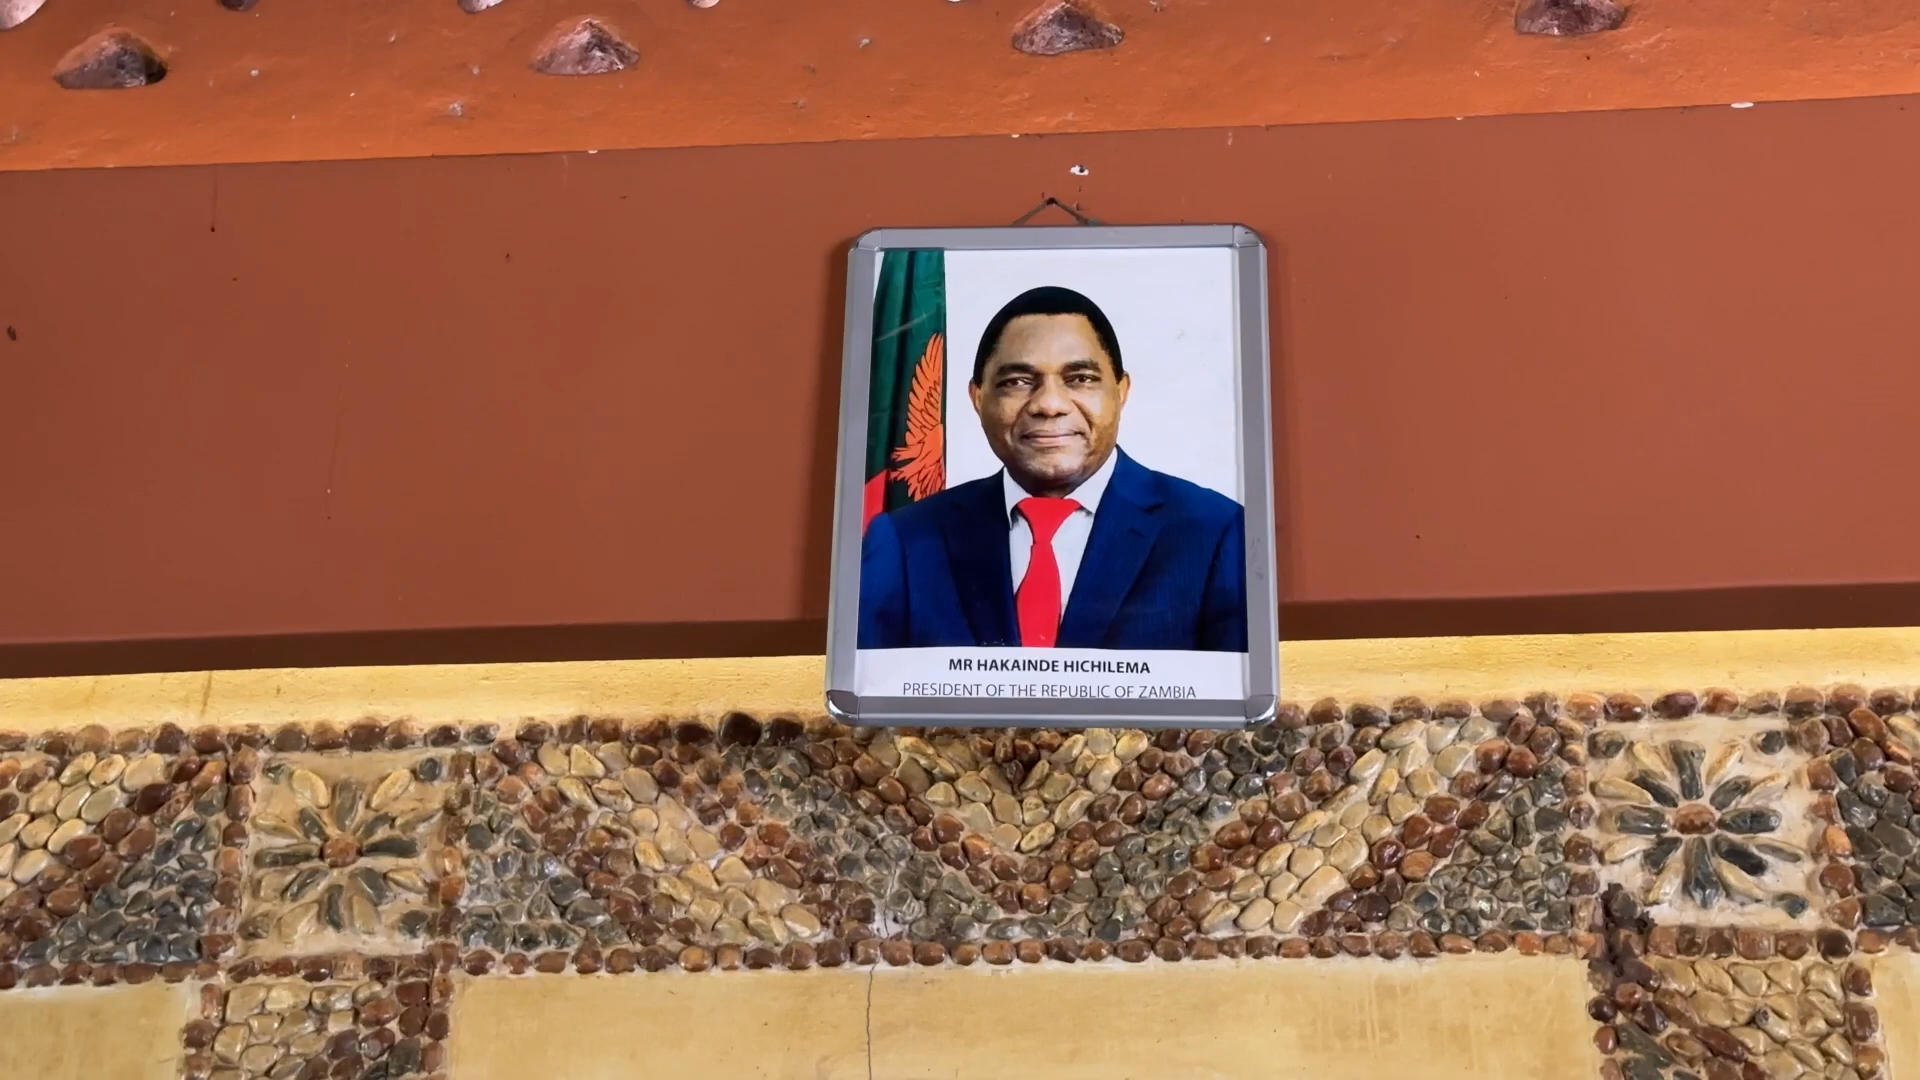 MR HAKAINDE HICHILEMA
PRESIDENT OF THE REPUBLIC OF ZAMBIA